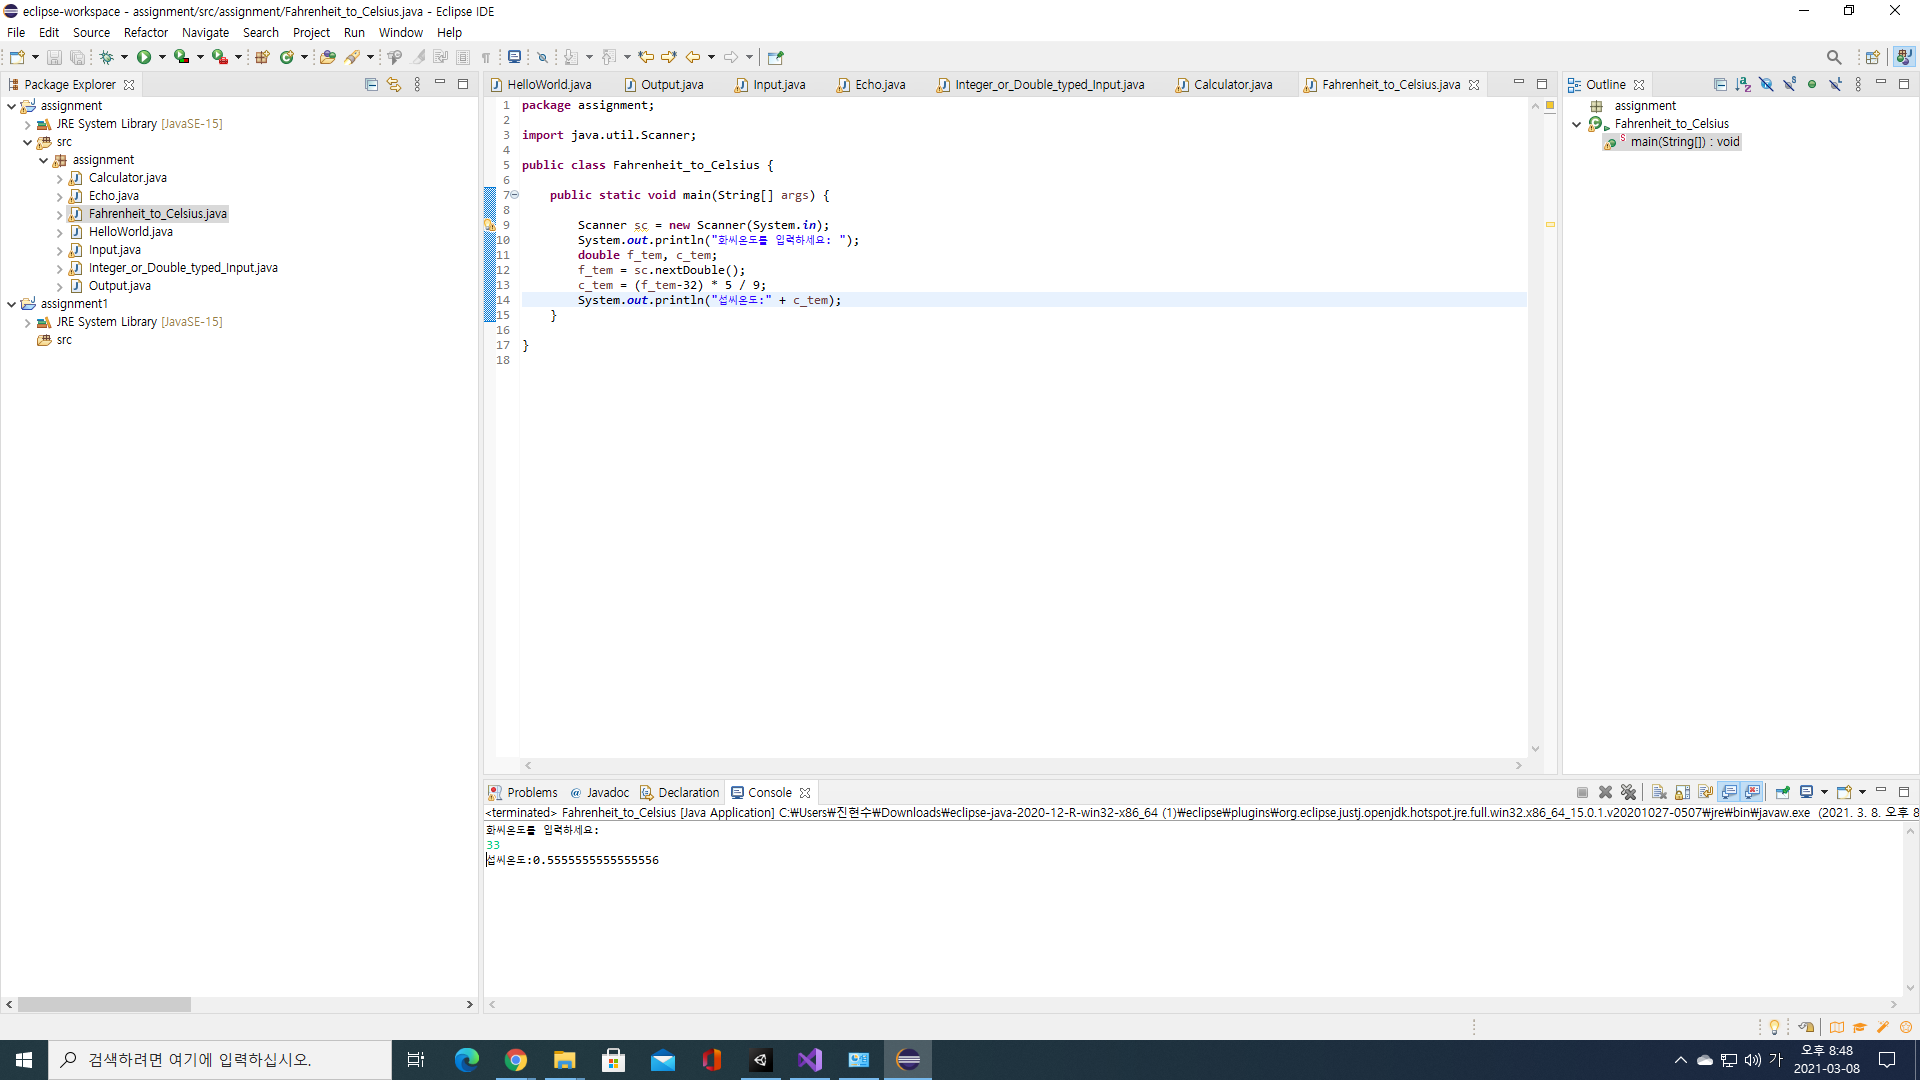 eclipse-workspace - assignment/src/assignment/Fahrenheit_to_Celsius.java - Eclipse IDE
File Edit Source Refactor Navigate Search Project Run Window Help
Package Explorer
assignment
JRE System Library [JavaSE-15]
src
assignment
Calculator.java
Echo.java
Fahrenheit_to_Celsius.java
HelloWorld.java
Input.java
Integer_or_Double_typed_Input.java
Output.java
assignment1
JRE System Library [JavaSE-15]
src
HelloWorld.java Output.java Input.java Echo.java Integer_or_Double_typed_Input.java Calculator.java Fahrenheit_to_Celsius.java
1 package assignment;
2
3 import java.util.Scanner;
4
5 public class Fahrenheit_to_Celsius {
6
7 public static void main(String[] args) {
8
9 Scanner sc = new Scanner(System.in);
10 System.out.println("화씨온도를 입력하세요: ");
11 double f_tem, c_tem;
12 f_tem = sc.nextDouble();
13 c_tem = (f_tem-32) * 5 / 9;
14 System.out.println("섭씨온도:" + c_tem);
15 }
16
17 }
18
Outline
assignment
Fahrenheit_to_Celsius
main(String[]) : void
Problems @ Javadoc Declaration Console
<terminated> Fahrenheit_to_Celsius [Java Application] C:₩Users₩진현수₩Downloads₩eclipse-java-2020-12-R-win32-x86_64 (1)₩eclipse₩plugins₩org.eclipse.justj.openjdk.hotspot.jre.full.win32.x86_64_15.0.1.v20201027-0507₩jre₩bin₩javaw.exe (2021. 3. 8. 오후 8
화씨온도를 입력하세요:
33
섭씨온도:0.5555555555555556
검색하려면 여기에 입력하십시오.
가
오후 8:48
2021-03-08